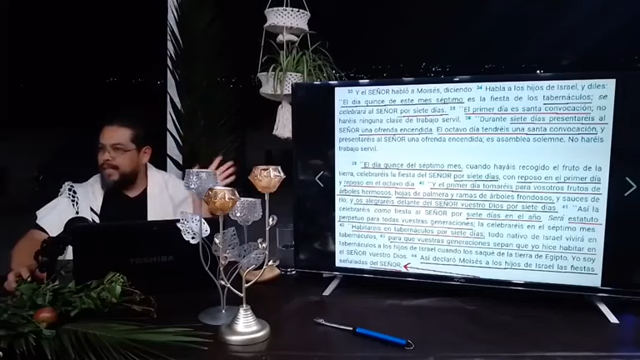 33 Y el SEÑOR habló a Moisés, diciendo: 34 Habla a los hijos de Israel, y diles:
"El día quince de este mes séptimo es la fiesta de los tabernáculos; se
celebrará al SEÑOR por siete días. 35 "El primer día es santa convocación; no
haréis ninguna clase de trabajo servil. 36 "Durante siete días presentaréis al
SEÑOR una ofrenda encendida. El octavo día tendréis una santa convocación, y
presentaréis al SEÑOR una ofrenda encendida; es asamblea solemne. No haréis
trabajo servil.
39 "El día quince del séptimo mes, cuando hayáis recogido el fruto de la
tierra, celebraréis la fiesta del SEÑOR por siete días, con reposo en el primer día
y reposo en el octavo día. 40 "Y el primer día tomaréis para vosotros frutos de
árboles hermosos, hojas de palmera y ramas de árboles frondosos, y sauces de
río; y os alegraréis delante del SEÑOR vuestro Dios por siete días. 41 "Así la
celebraréis como fiesta al SEÑOR por siete días en el año. Será estatuto
perpetuo para todas vuestras generaciones; la celebraréis en el séptimo mes.
"Habitaréis en tabernáculos por siete días; todo nativo de Israel vivirá en
tabernáculos, 43 para que vuestras generaciones sepan que yo hice habitar en
tabernáculos a los hijos de Israel cuando los saqué de la tierra de Egipto. Yo soy
el SEÑOR vuestro Dios. 44 Así declaró Moisés a los hijos de Israel las fiestas
señaladas del SEÑOR.
TOSHIBA